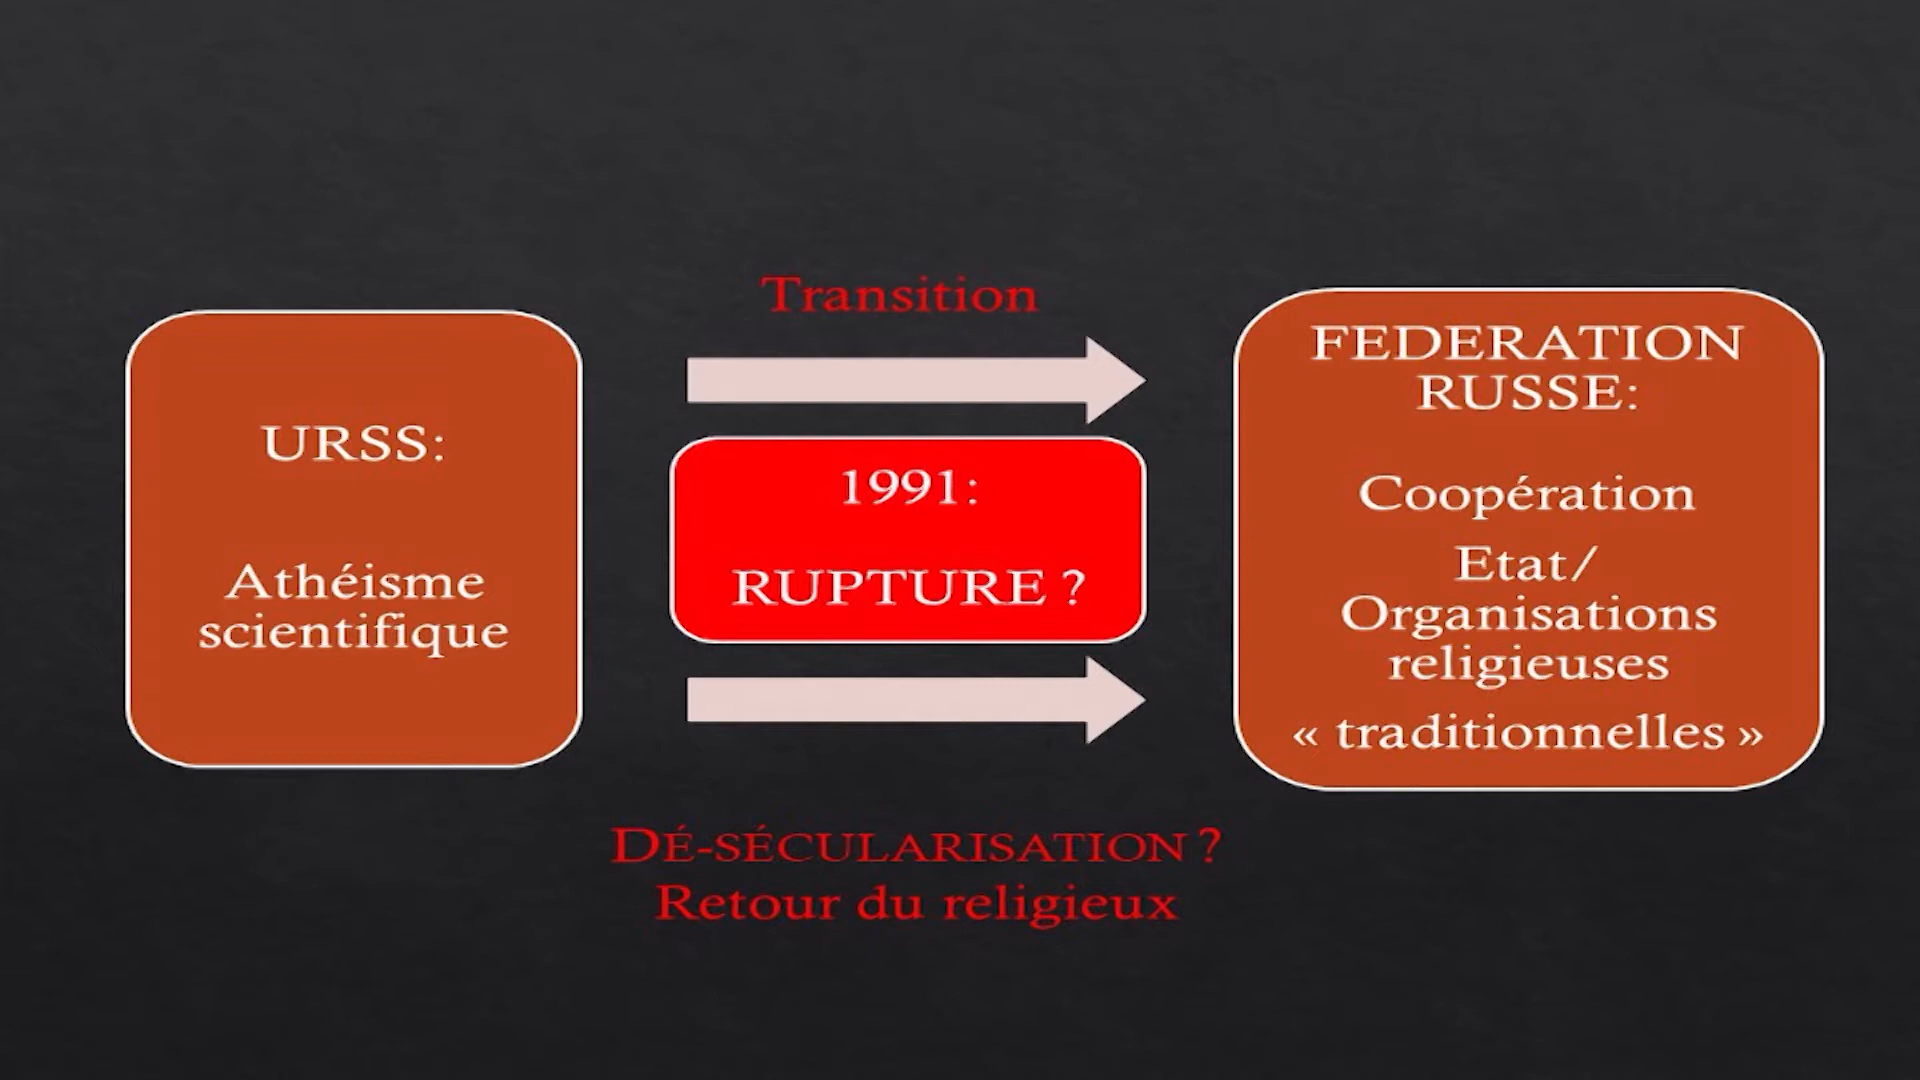 URSS:
Athéisme
scientifique
Transition
1991:
RUPTURE ?
DÉ-SÉCULARISATION ?
Retour du religieux
FEDERATION
RUSSE:
Coopération
Etat/
Organisations
religieuses
« traditionnelles »